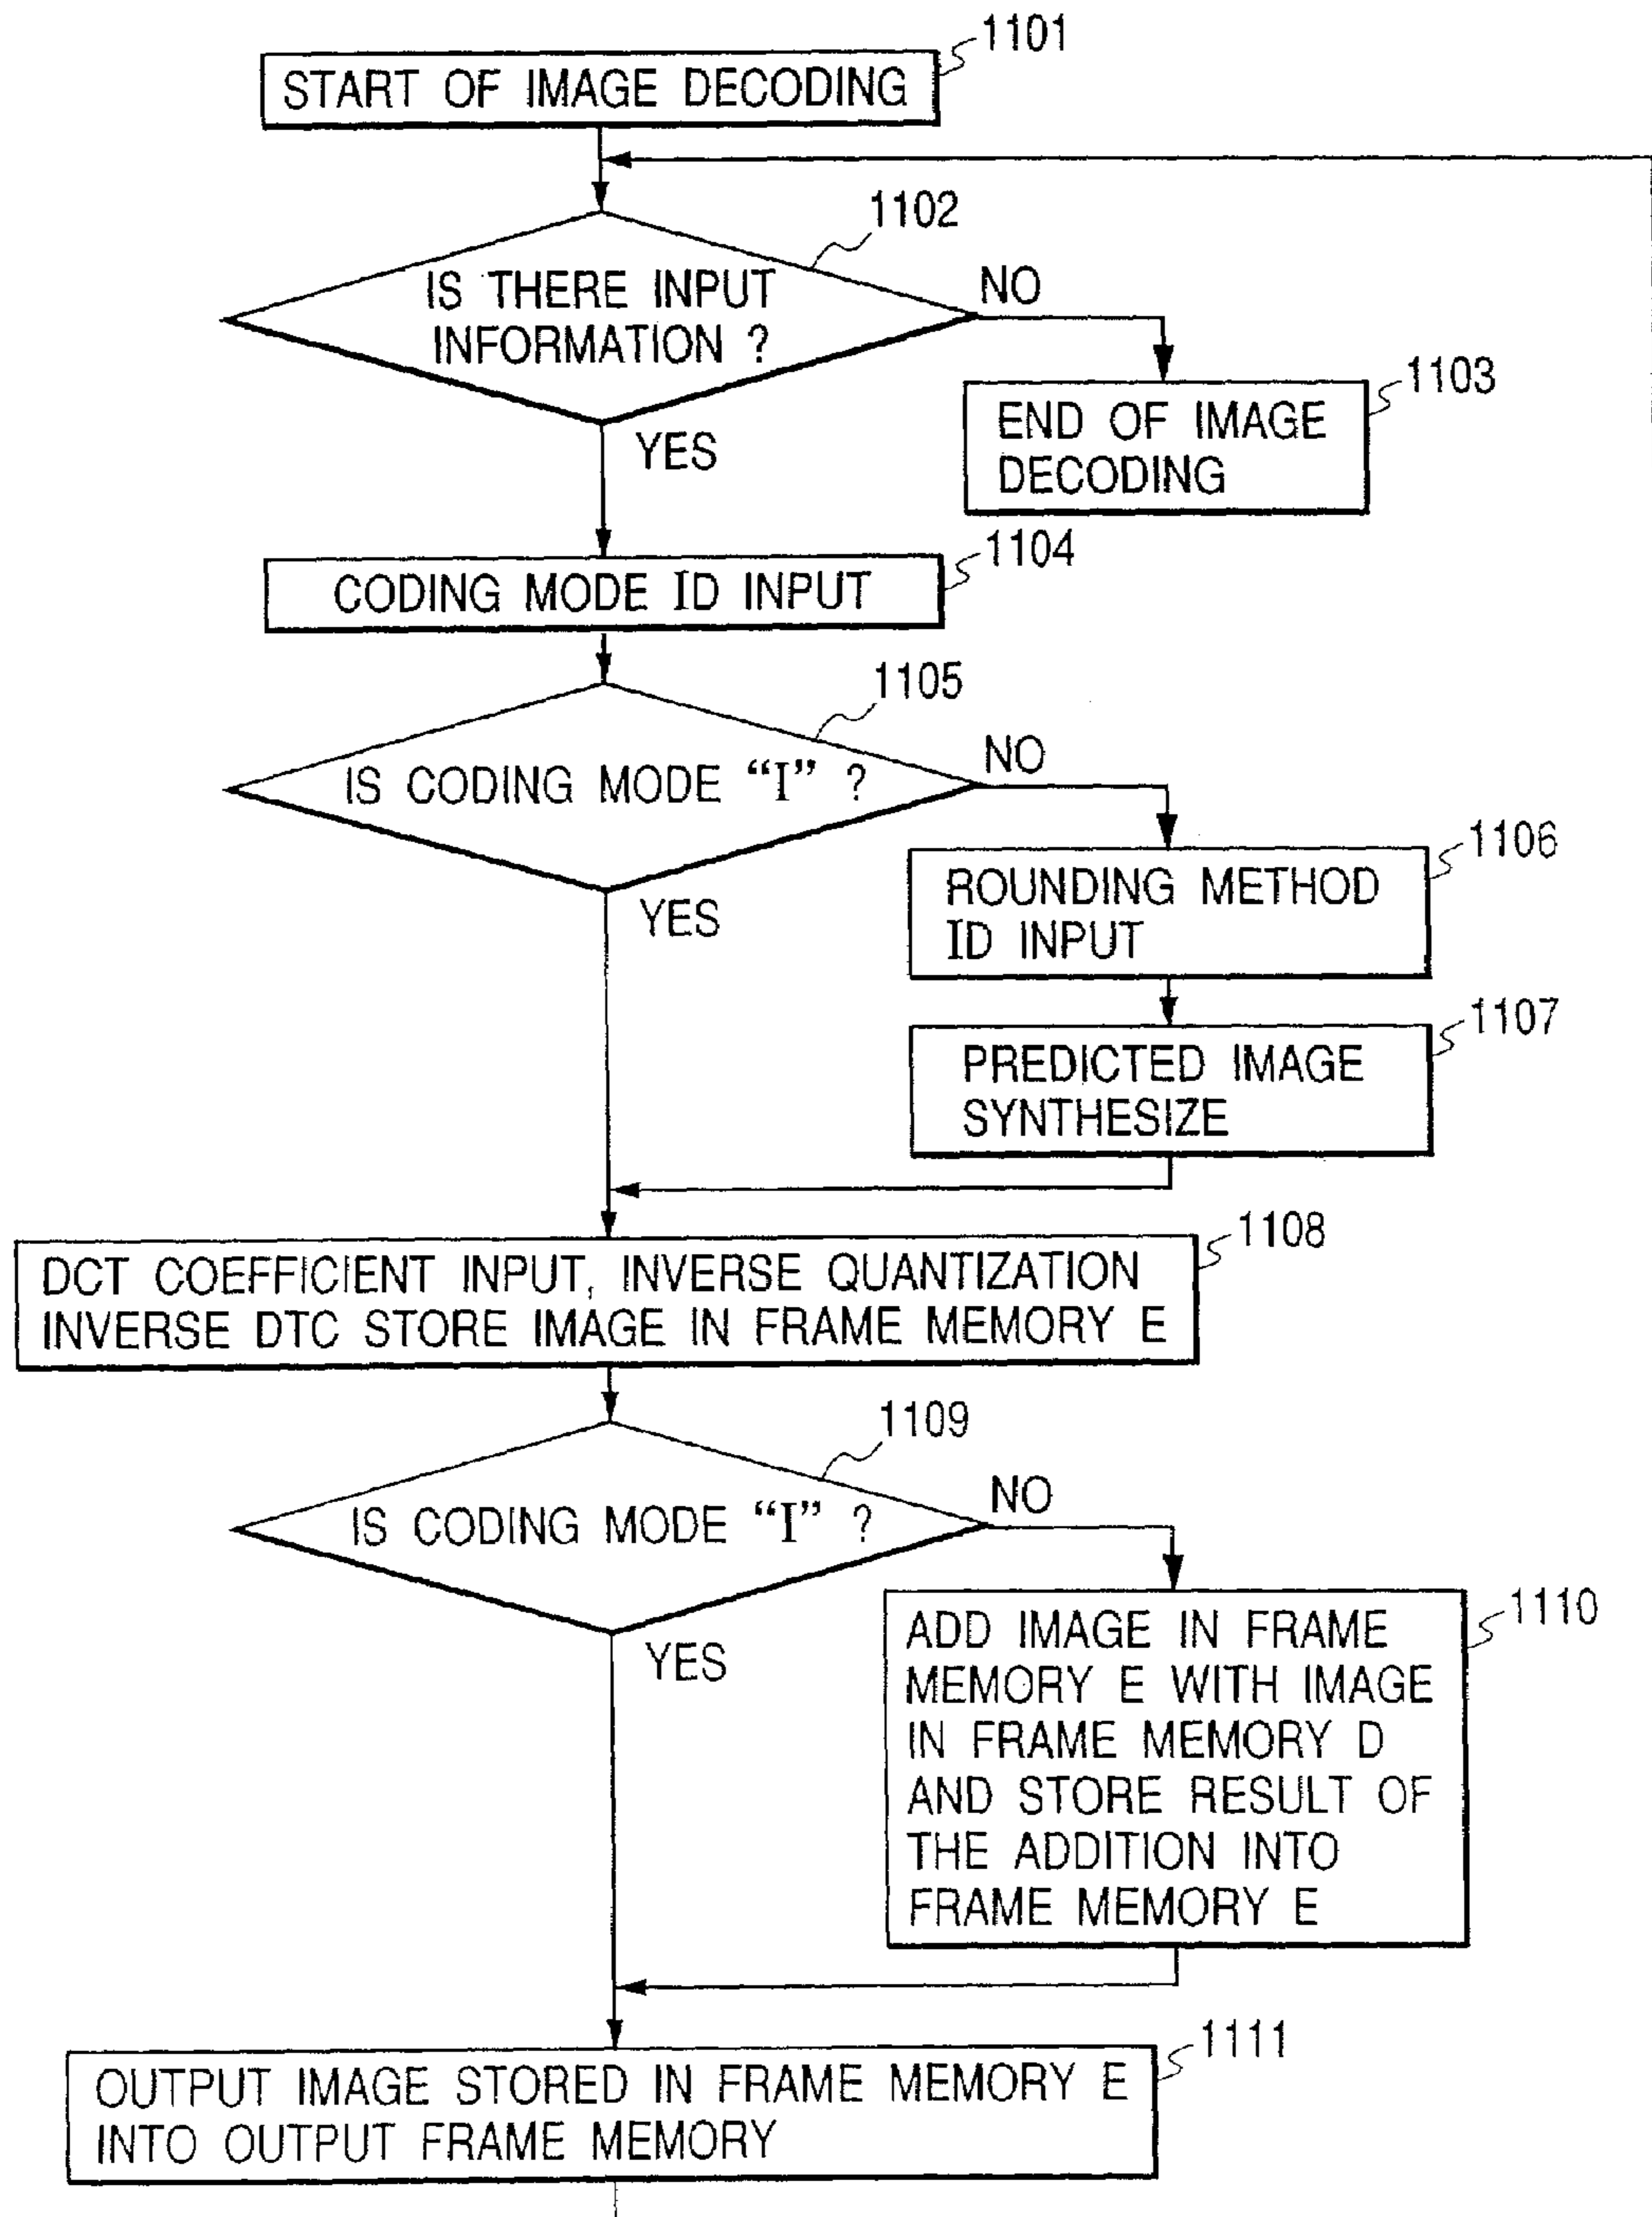 1101
START OF IMAGE DECODING
1102
IS THERE INPUT
INFORMATION ?
NO
YES
1103
END OF IMAGE
DECODING
1104
CODING MODE ID INPUT
1105
IS CODING MODE “I” ?
NO
YES
1106
ROUNDING METHOD
ID INPUT
1107
PREDICTED IMAGE
SYNTHESIZE
1108
DCT COEFFICIENT INPUT, INVERSE QUANTIZATION
INVERSE DTC STORE IMAGE IN FRAME MEMORY E
1109
IS CODING MODE “I” ?
NO
YES
1110
ADD IMAGE IN FRAME
MEMORY E WITH IMAGE
IN FRAME MEMORY D
AND STORE RESULT OF
THE ADDITION INTO
FRAME MEMORY E
1111
OUTPUT IMAGE STORED IN FRAME MEMORY E
INTO OUTPUT FRAME MEMORY